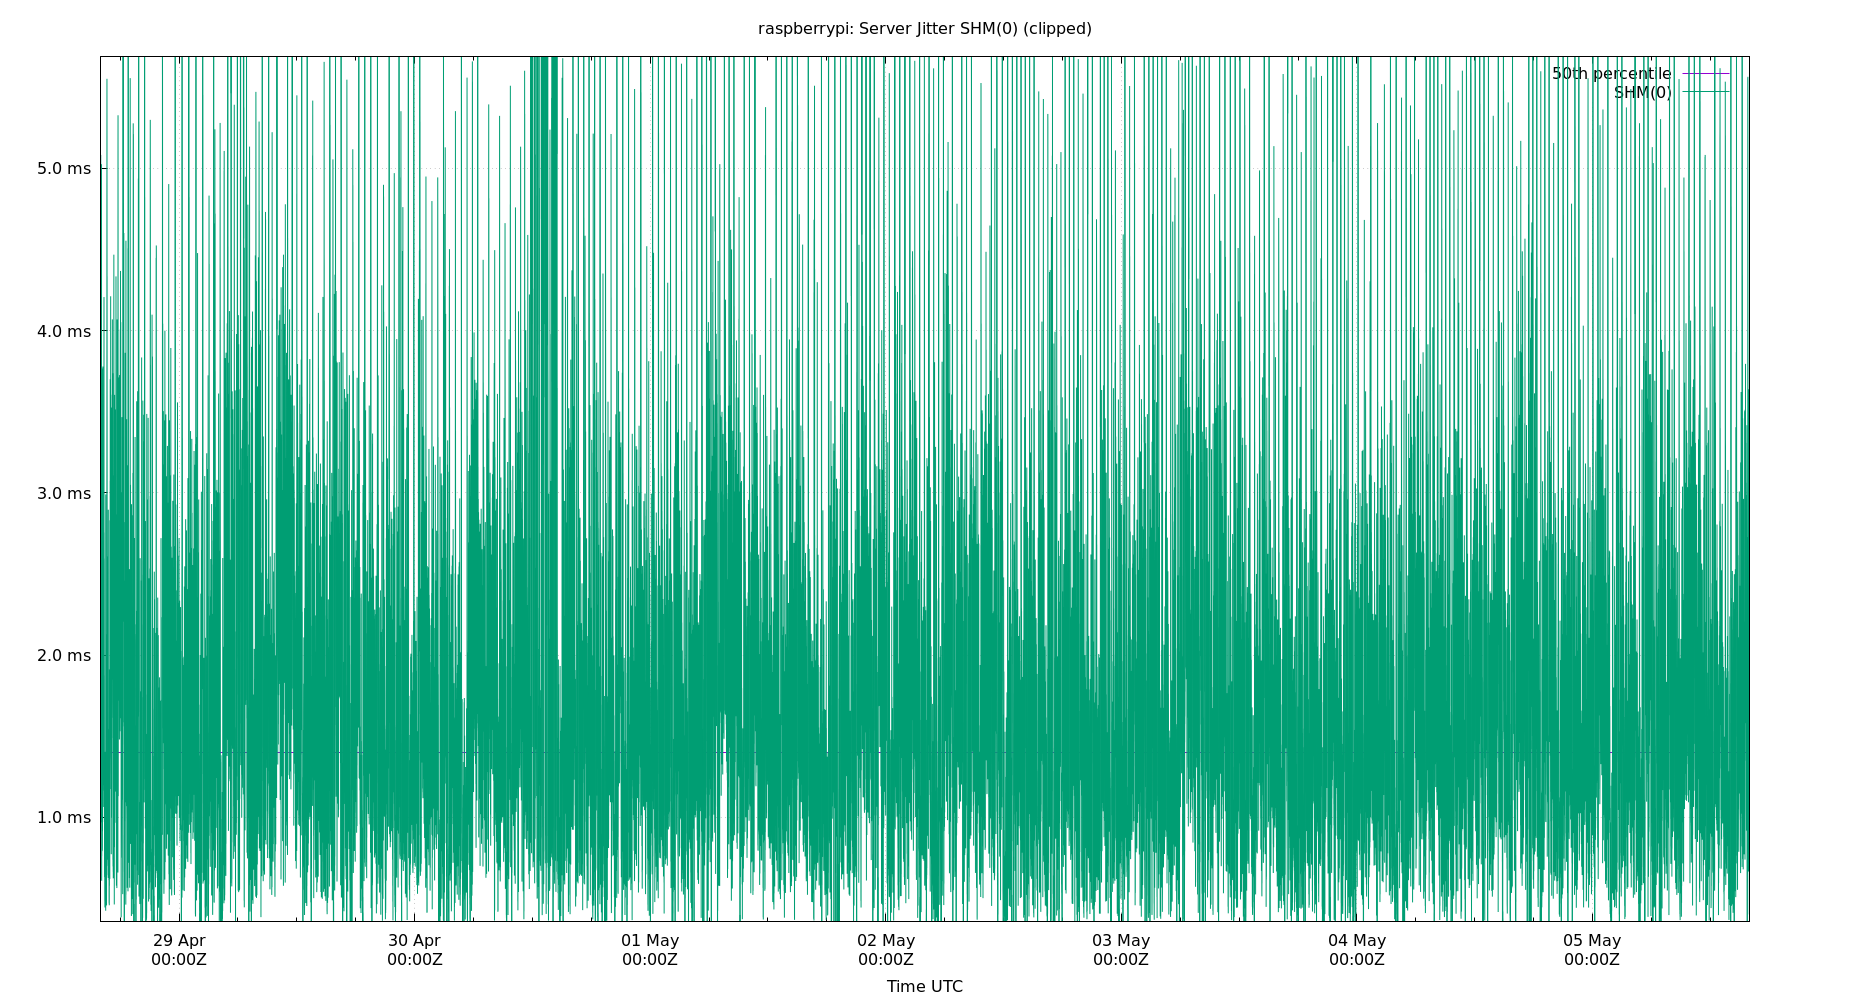 raspberrypi: Server Jitter SHM(0) (clipped)
50th percentile
SHM(0)
5.0 ms
4.0 ms
3.0 ms
2.0 ms
1.0 ms
29 Apr 30 Apr 01 May 02 May 03 May 04 May 05 May
00:00Z 00:00Z 00:00Z 00:00Z 00:00Z 00:00Z 00:00Z
Time UTC